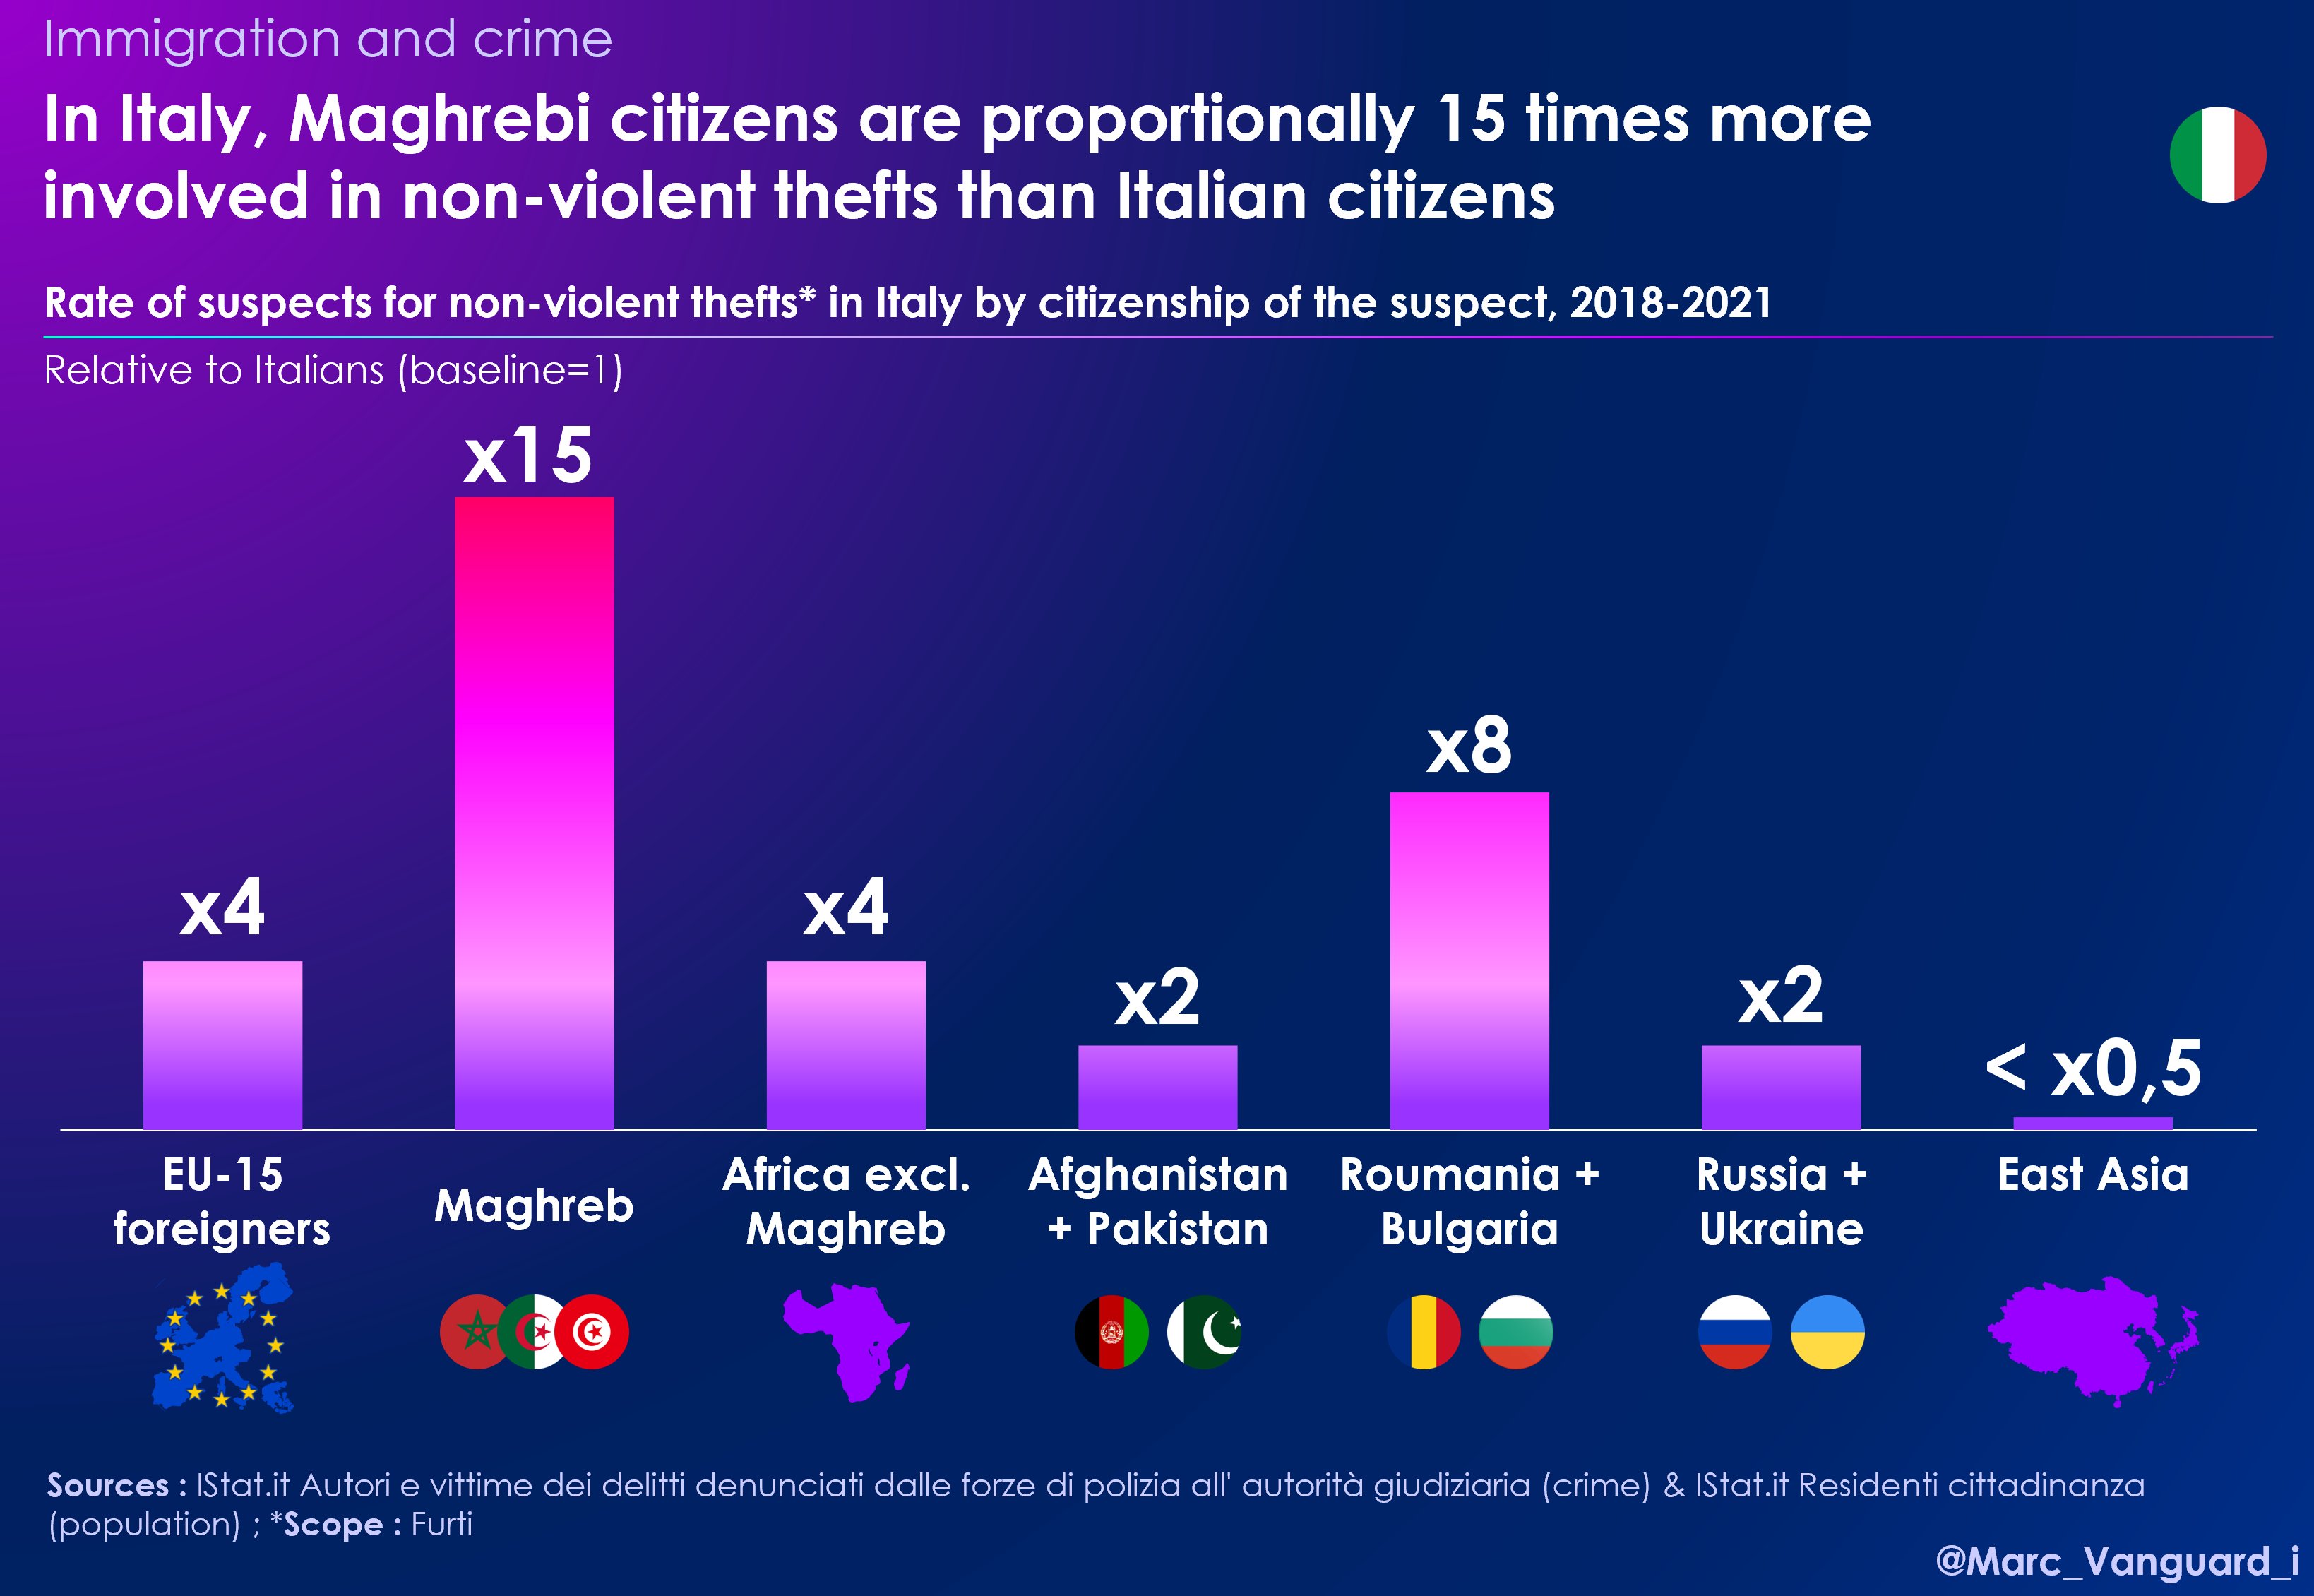 Immigration and crime
In Italy, Maghrebi citizens are proportionally 15 times more
involved in non-violent thefts than Italian citizens
Rate of suspects for non-violent thefts* in Italy by citizenship of the suspect, 2018-2021
Relative to Italians (baseline=1)
x4
x15
x4
x2
x8
x2
< x0,5
EU-15
foreigners
Maghreb
Africa excl.
Maghreb
Afghanistan
+ Pakistan
Roumania +
Bulgaria
Russia +
Ukraine
East Asia
Sources : IStat.it Autori e vittime dei delitti denunciati dalle forze di polizia all' autorità giudiziaria (crime) & IStat.it Residenti cittadinanza
(population) ; *Scope : Furti
@Marc_Vanguard_i